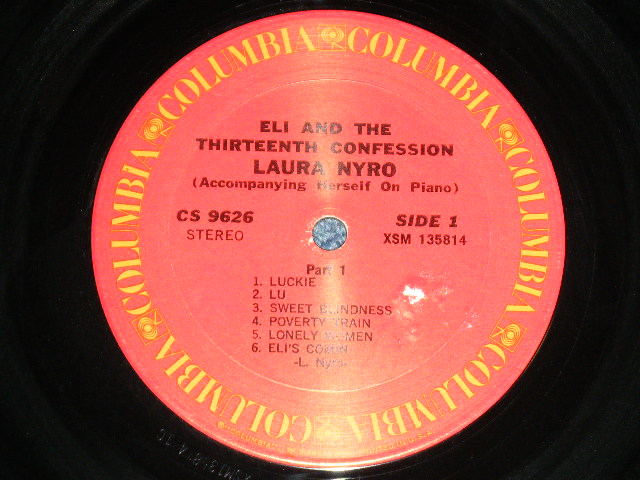 COLUMBIA COLUMBIA COLUMBIA COLUMBIA COLUMBIA COLUMBIA
ELI AND THE
THIRTEENTH CONFESSION
LAURA NYRO
(Accompanying Herself On Piano)
CS 9626
STEREO
SIDE 1
XSM 135814
Part 1
1. LUCKIE
2. LU
3. SWEET BLINDNESS
4. POVERTY TRAIN
5. LONELY WOMEN
6. ELI'S COMIN'
-L. Nyro-